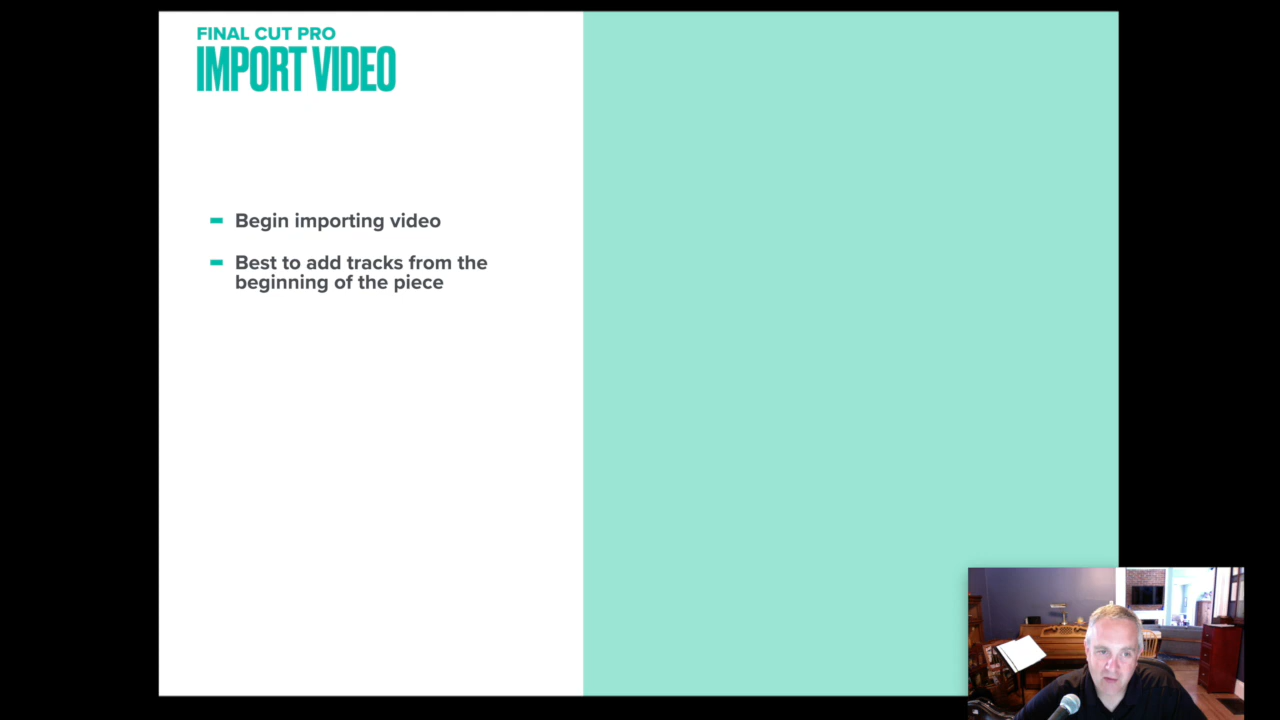 FINAL CUT PRO
IMPORT VIDEO
Begin importing video
Best to add tracks from the
beginning of the piece